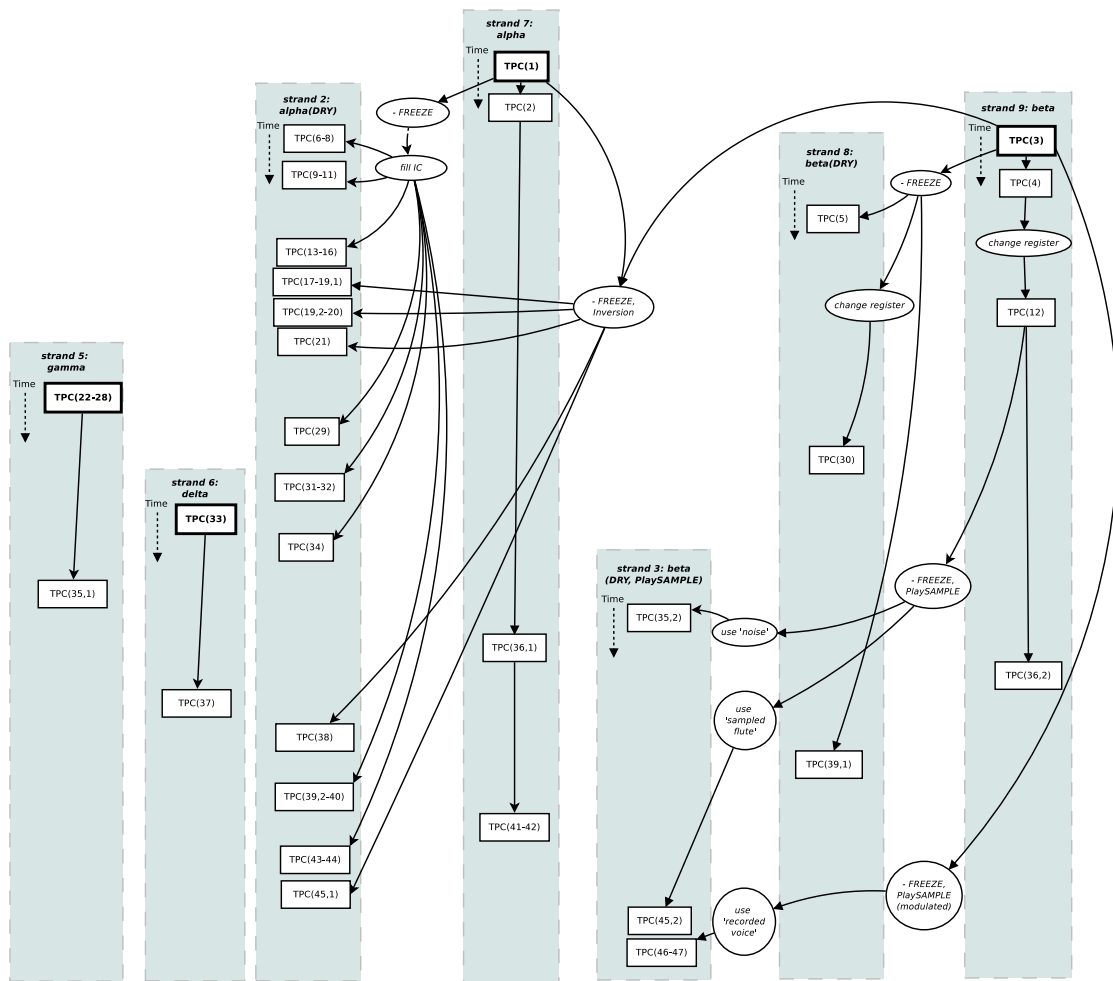 strand 7:
alpha
Time
TPC(1)
TPC(2)
TPC(36,1)
TPC(41-42)
strand 2:
alpha(DRY)
Time
TPC(6-8)
TPC(9-11)
TPC(13-16)
TPC(17-19,1)
TPC(19,2-20)
TPC(21)
TPC(29)
TPC(31-32)
TPC(34)
TPC(38)
TPC(39,2-40)
TPC(43-44)
TPC(45,1)
- FREEZE
fill IC
- FREEZE,
Inversion
strand 5:
gamma
Time
TPC(22-28)
TPC(35,1)
strand 6:
delta
Time
TPC(33)
TPC(37)
strand 3: beta
(DRY, PlaySAMPLE)
Time
TPC(35,2)
TPC(45,2)
TPC(46-47)
use 'noise'
use
'sampled
flute'
use
'recorded
voice'
strand 8:
beta(DRY)
Time
TPC(5)
TPC(30)
TPC(39,1)
- FREEZE
change register
- FREEZE,
PlaySAMPLE
- FREEZE,
PlaySAMPLE
(modulated)
strand 9: beta
Time
TPC(3)
TPC(4)
change register
TPC(12)
TPC(36,2)